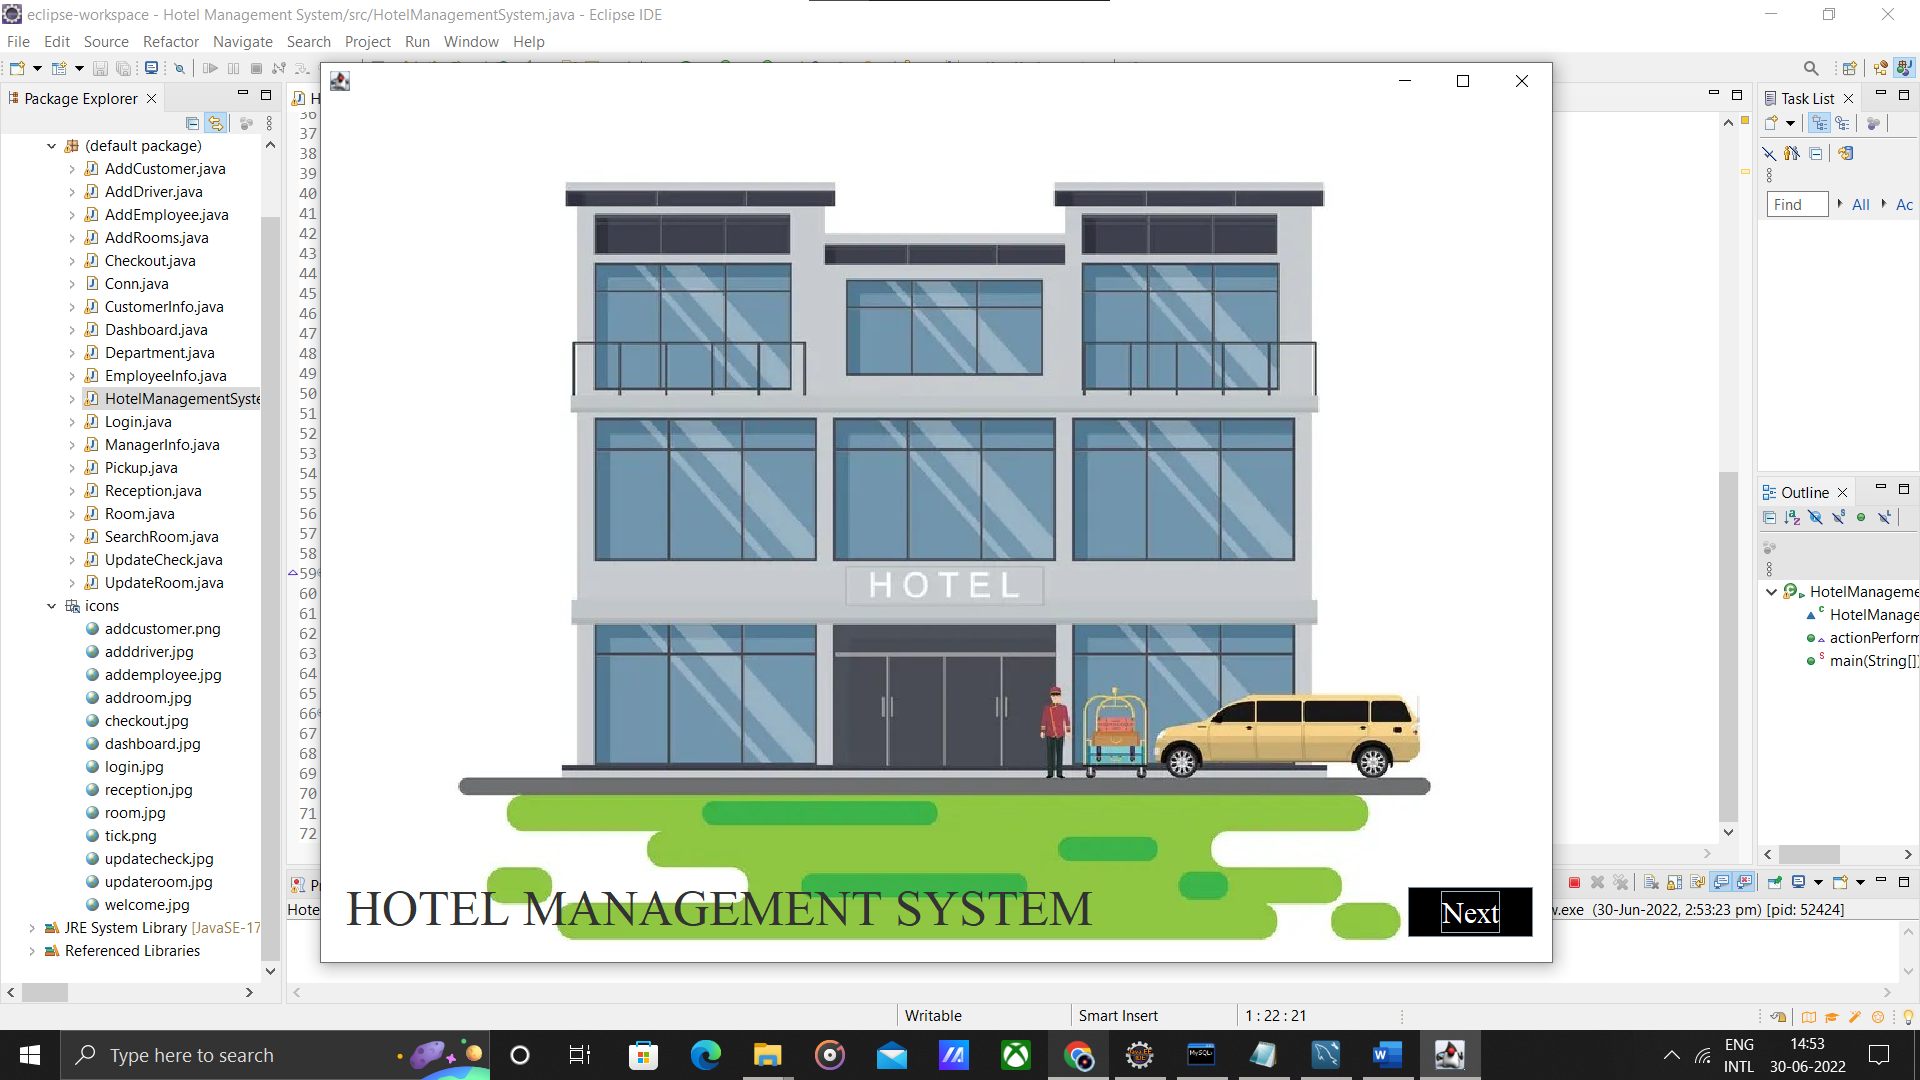 eclipse-workspace - Hotel Management System/src/HotelManagementSystem.java - Eclipse IDE
File Edit Source Refactor Navigate Search Project Run Window Help
Package Explorer
(default package)
AddCustomer.java
AddDriver.java
AddEmployee.java
AddRooms.java
Checkout.java
Conn.java
CustomerInfo.java
Dashboard.java
Department.java
EmployeeInfo.java
HotelManagementSyste
Login.java
ManagerInfo.java
Pickup.java
Reception.java
Room.java
SearchRoom.java
UpdateCheck.java
UpdateRoom.java
icons
addcustomer.png
adddriver.jpg
addemployee.jpg
addroom.jpg
checkout.jpg
dashboard.jpg
login.jpg
reception.jpg
room.jpg
tick.png
updatecheck.jpg
updateroom.jpg
welcome.jpg
JRE System Library [JavaSE-17
Referenced Libraries
H
36
37
38
39
40
41
42
43
44
45
46
47
48
49
50
51
52
53
54
55
56
57
58
59
60
61
62
63
64
65
66
67
68
69
70
71
72
HOTEL
HOTEL MANAGEMENT SYSTEM
Next
Task List
Find All Ac
Outline
HotelManageme
HotelManage
actionPerform
main(String[])
Hote
w.exe (30-Jun-2022, 2:53:23 pm) [pid: 52424]
Writable Smart Insert 1 : 22 : 21
Type here to search
MySQL
ENG
INTL
14:53
30-06-2022